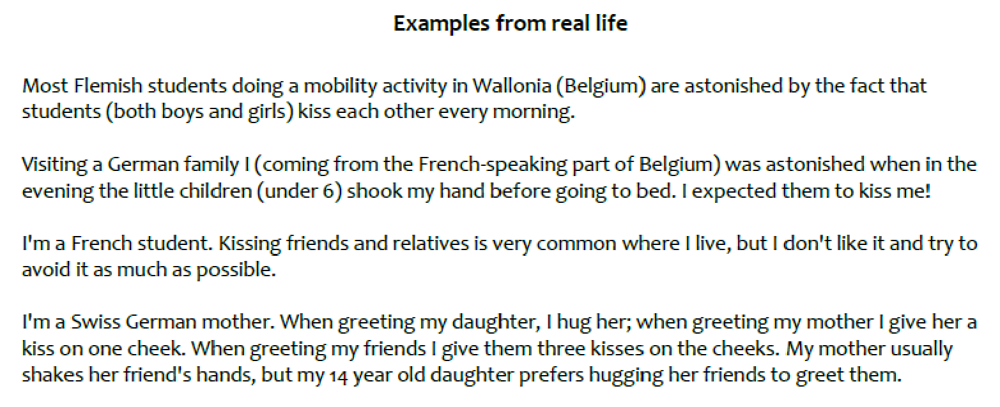 Examples from real life
Most Flemish students doing a mobility activity in Wallonia (Belgium) are astonished by the fact that
students (both boys and girls) kiss each other every morning.
Visiting a German family I (coming from the French-speaking part of Belgium) was astonished when in the
evening the little children (under 6) shook my hand before going to bed. I expected them to kiss me!
I'm a French student. Kissing friends and relatives is very common where I live, but I don't like it and try to
avoid it as much as possible.
I'm a Swiss German mother. When greeting my daughter, I hug her; when greeting my mother I give her a
kiss on one cheek. When greeting my friends I give them three kisses on the cheeks. My mother usually
shakes her friend's hands, but my 14 year old daughter prefers hugging her friends to greet them.